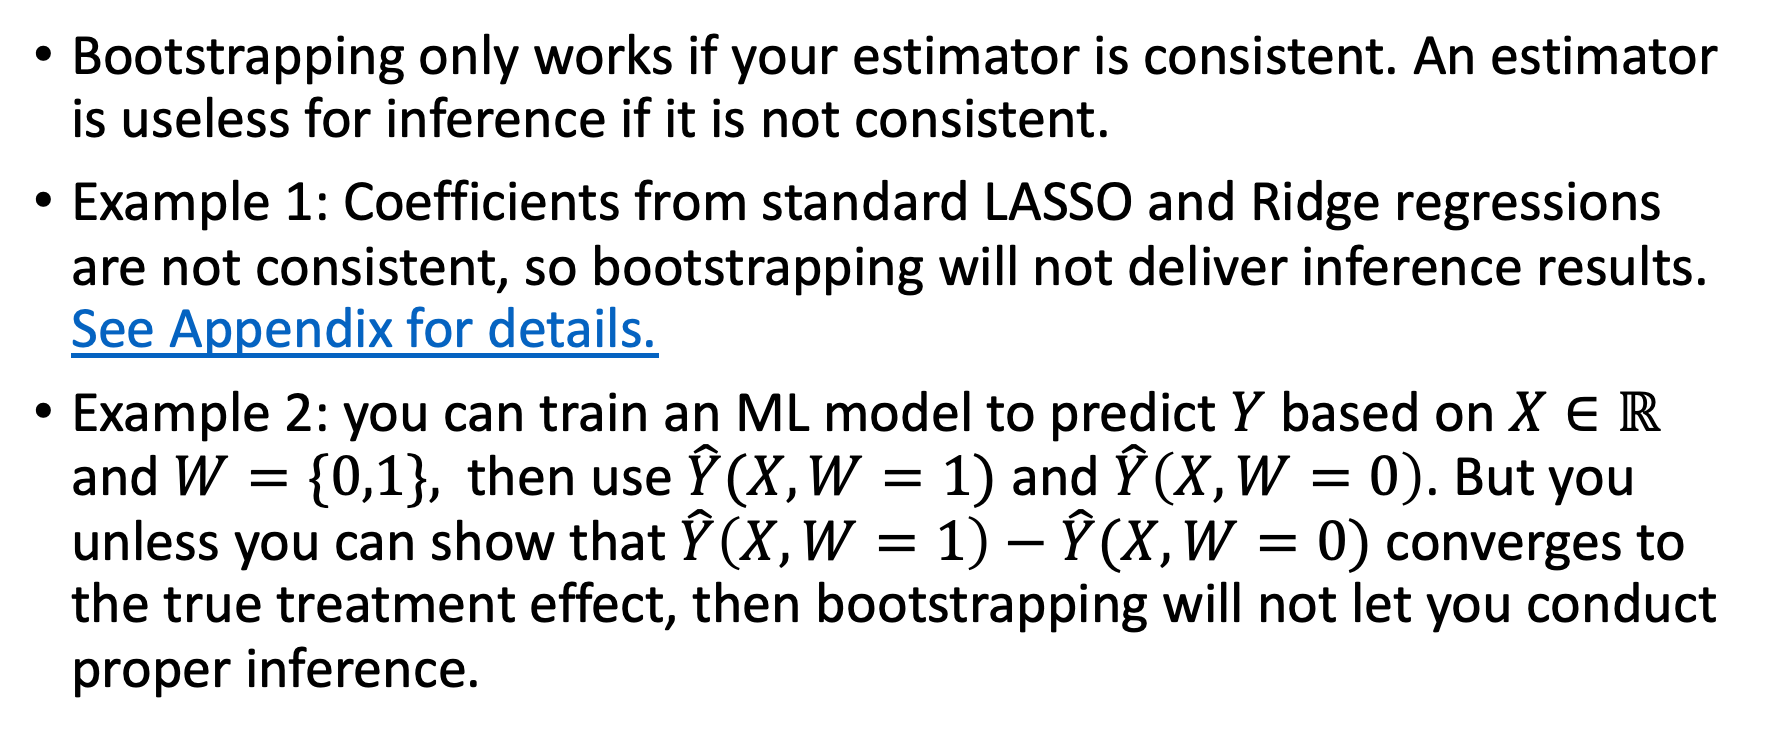 • Bootstrapping only works if your estimator is consistent. An estimator
is useless for inference if it is not consistent.
• Example 1: Coefficients from standard LASSO and Ridge regressions
are not consistent, so bootstrapping will not deliver inference results.
See Appendix for details.
• Example 2: you can train an ML model to predict Y based on X ∈ ℝ
and W = {0,1}, then use Ŷ(X, W = 1) and Ŷ(X, W = 0). But you
unless you can show that Ŷ(X, W = 1) − Ŷ(X, W = 0) converges to
the true treatment effect, then bootstrapping will not let you conduct
proper inference.